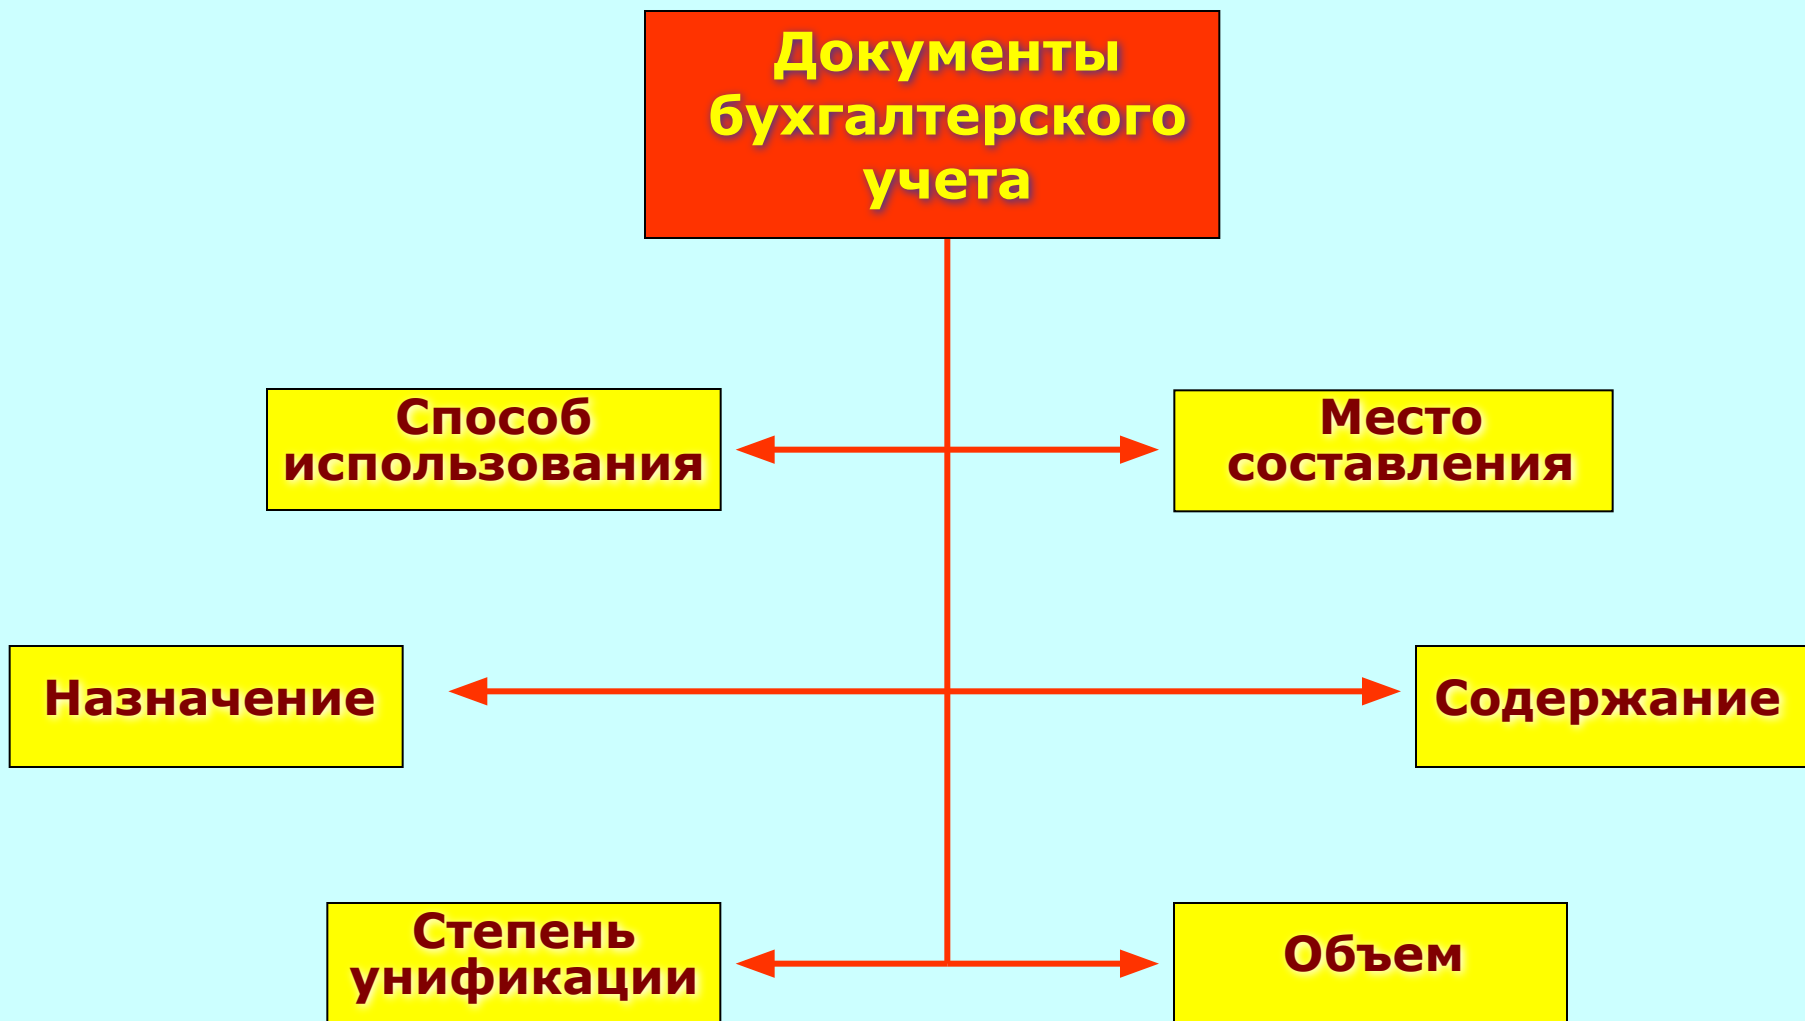 Документы
бухгалтерского
учета
Способ
использования
Место
составления
Назначение
Содержание
Степень
унификации
Объем